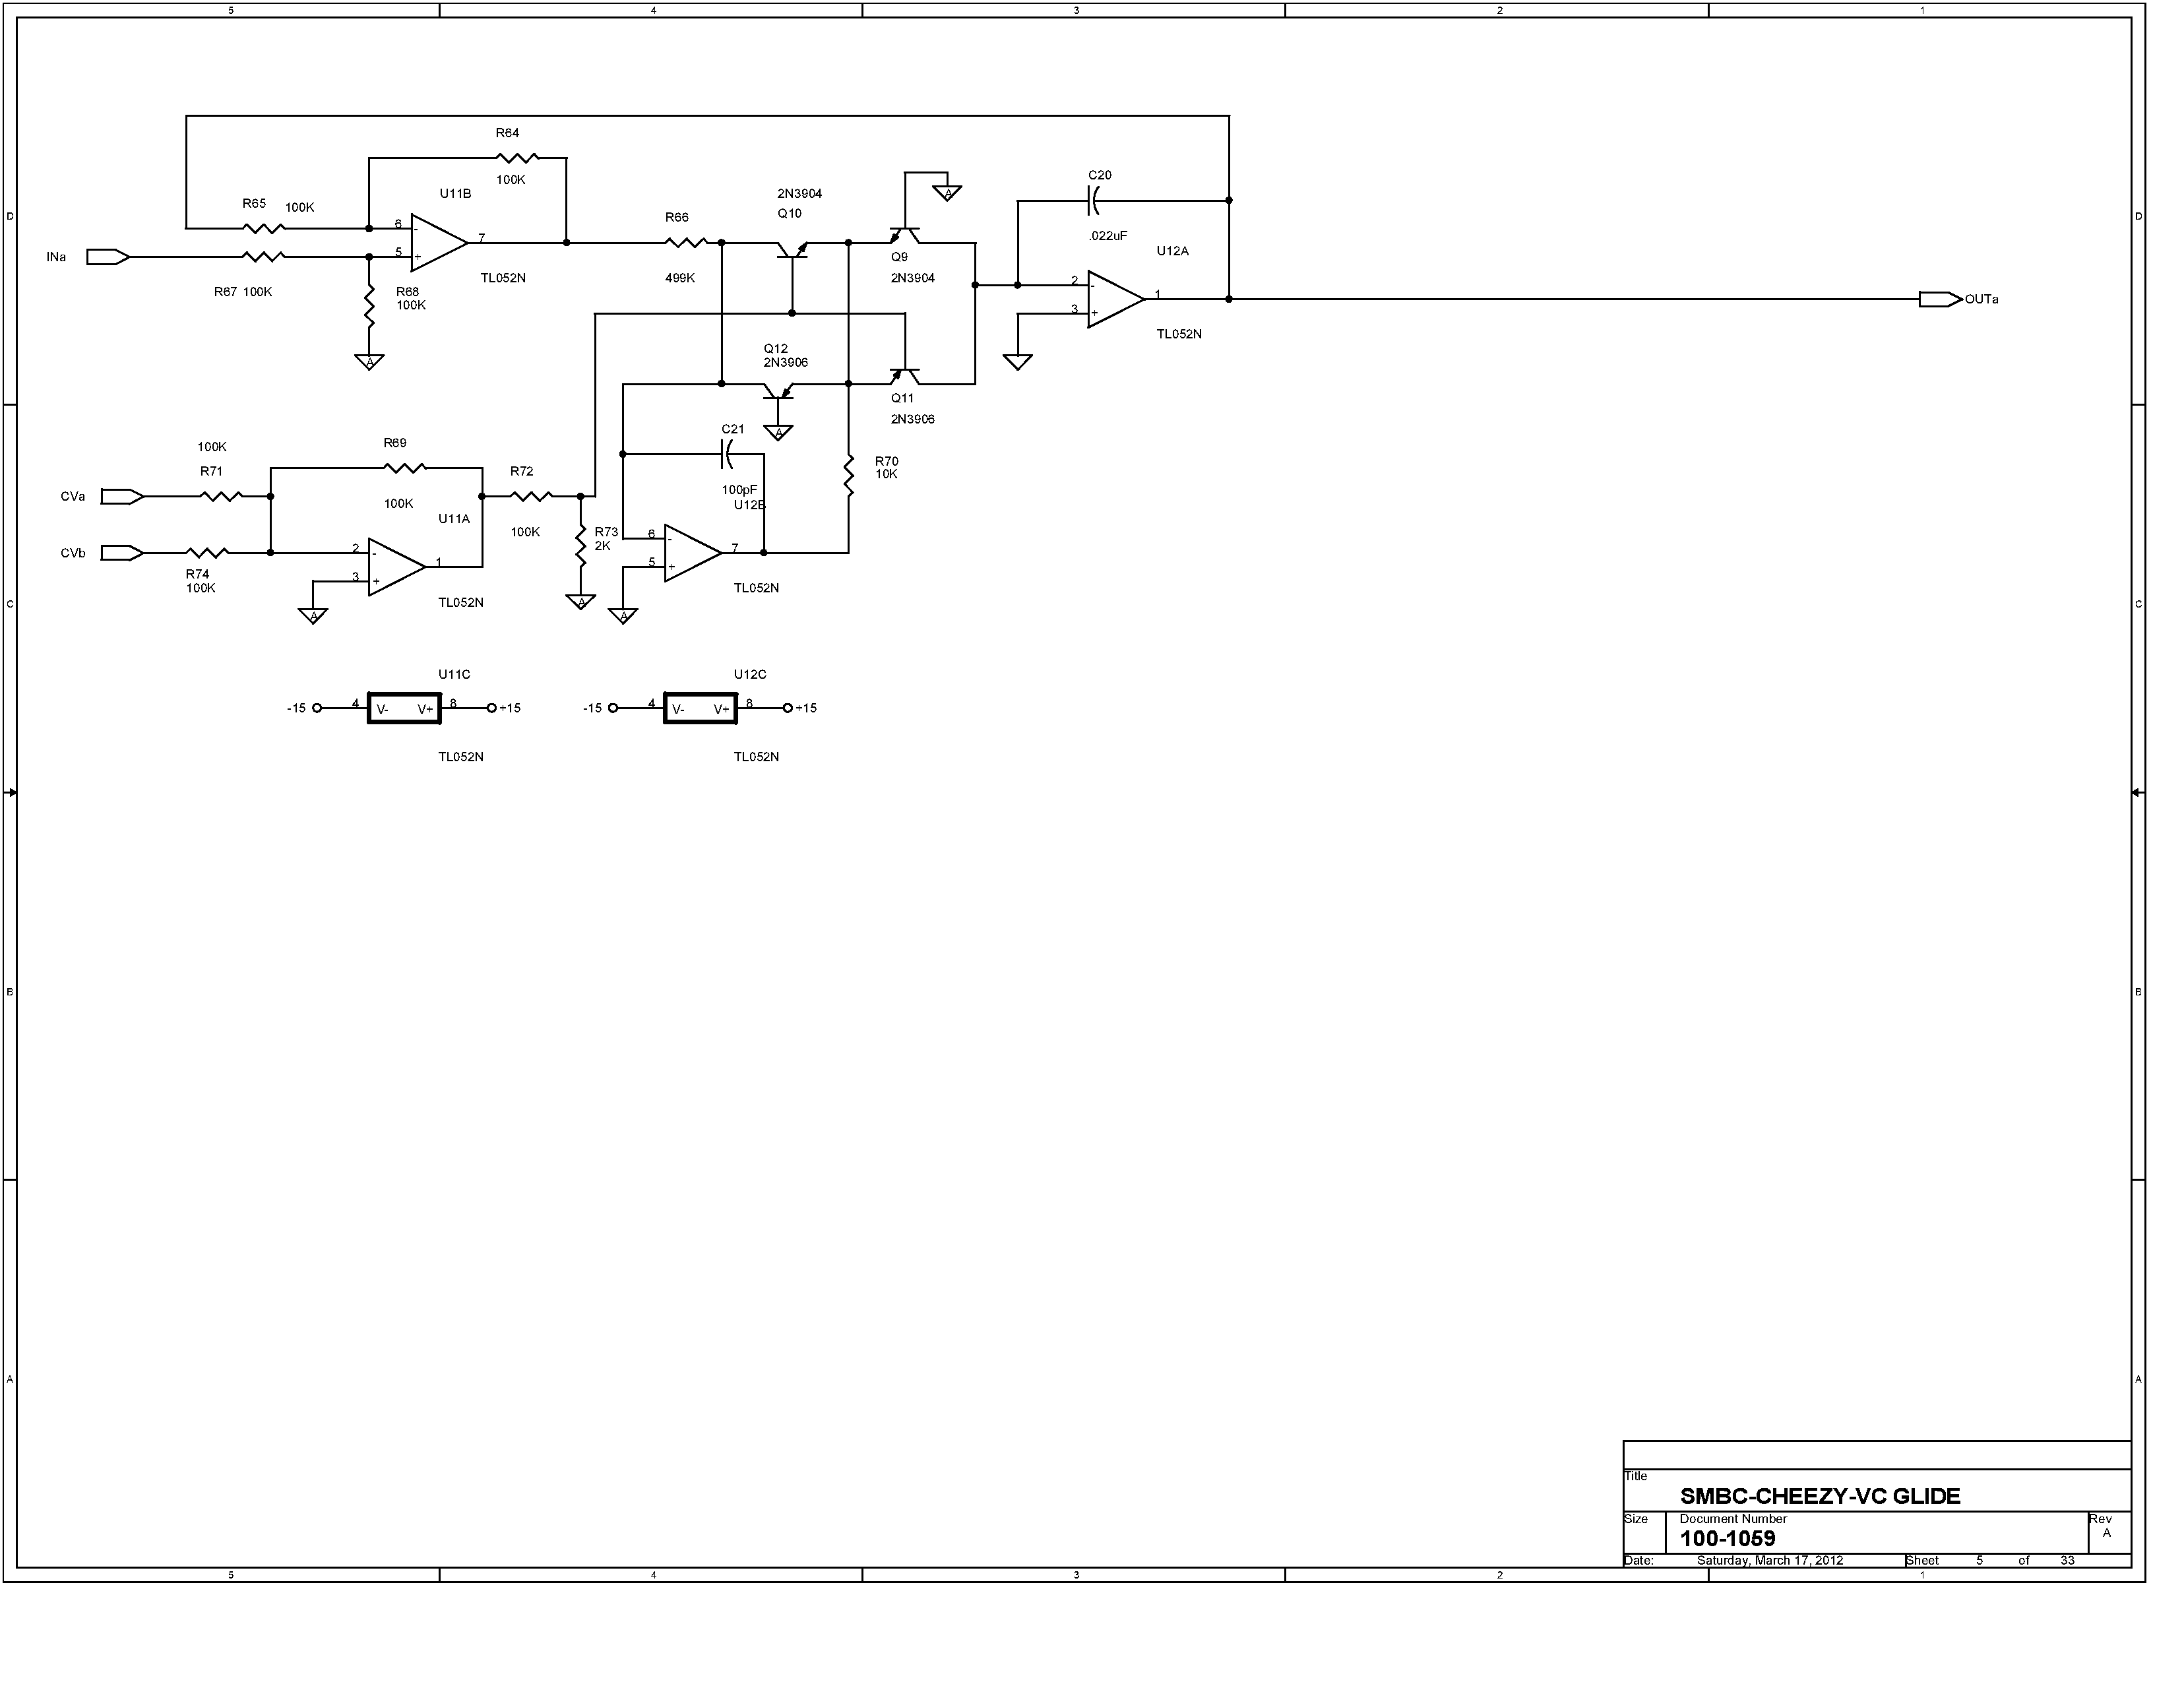 5 4 3 2 1
D D
C C
B B
A A
R64
100K
U11B
R65 100K
6
-
5
+
7
TL052N
INa
R67 100K
R68
100K
A
R66
499K
2N3904
Q10
A
Q9
2N3904
C20
.022uF
U12A
2
-
3
+
1
TL052N
OUTa
Q12
2N3906
A
Q11
2N3906
C21
100pF
U12B
R70
10K
100K
R71
R69
100K
CVa
U11A
R72
100K
R73
2K
A
CVb
R74
100K
2
-
3
+
1
TL052N
A
6
-
5
+
7
TL052N
A
U11C
-15 4 V- V+ 8 +15
TL052N
U12C
-15 4 V- V+ 8 +15
TL052N
Title
SMBC-CHEEZY-VC GLIDE
Size Document Number Rev
100-1059 A
Date: Saturday, March 17, 2012 Sheet 5 of 33
5 4 3 2 1